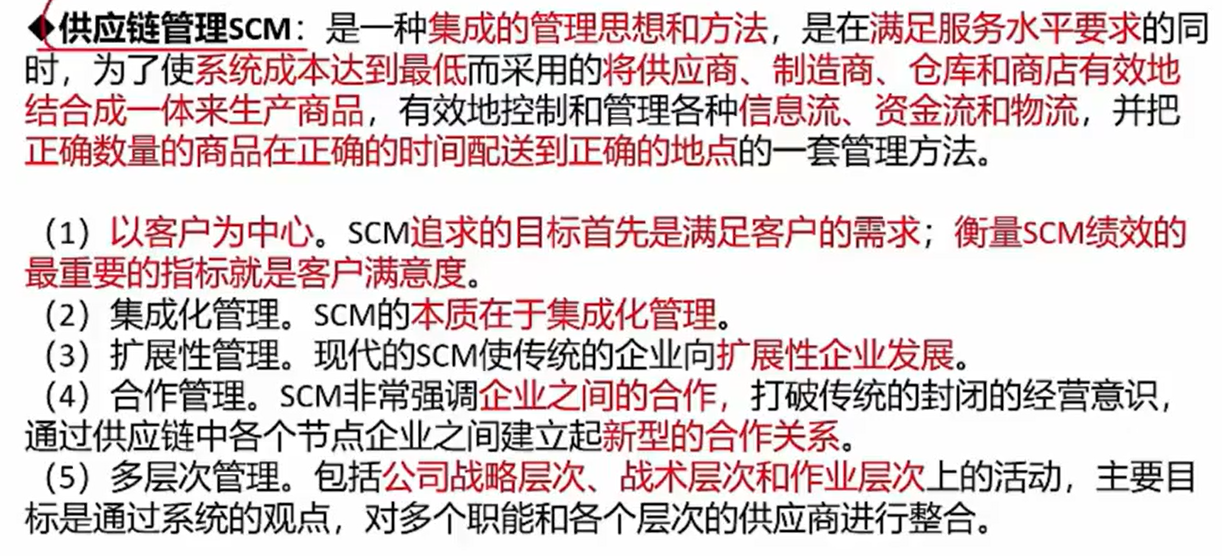 ◆供应链管理SCM：是一种集成的管理思想和方法，是在满足服务水平要求的同
时，为了使系统成本达到最低而采用的将供应商、制造商、仓库和商店有效地
结合成一体来生产商品，有效地控制和管理各种信息流、资金流和物流，并把
正确数量的商品在正确的时间配送到正确的地点的一套管理方法。
（1）以客户为中心。SCM追求的目标首先是满足客户的需求；衡量SCM绩效的
最重要的指标就是客户满意度。
（2）集成化管理。SCM的本质在于集成化管理。
（3）扩展性管理。现代的SCM使传统的企业向扩展性企业发展。
（4）合作管理。SCM非常强调企业之间的合作，打破传统的封闭的经营意识，
通过供应链中各个节点企业之间建立起新型的合作关系。
（5）多层次管理。包括公司战略层次、战术层次和作业层次上的活动，主要目
标是通过系统的观点，对多个职能和各个层次的供应商进行整合。